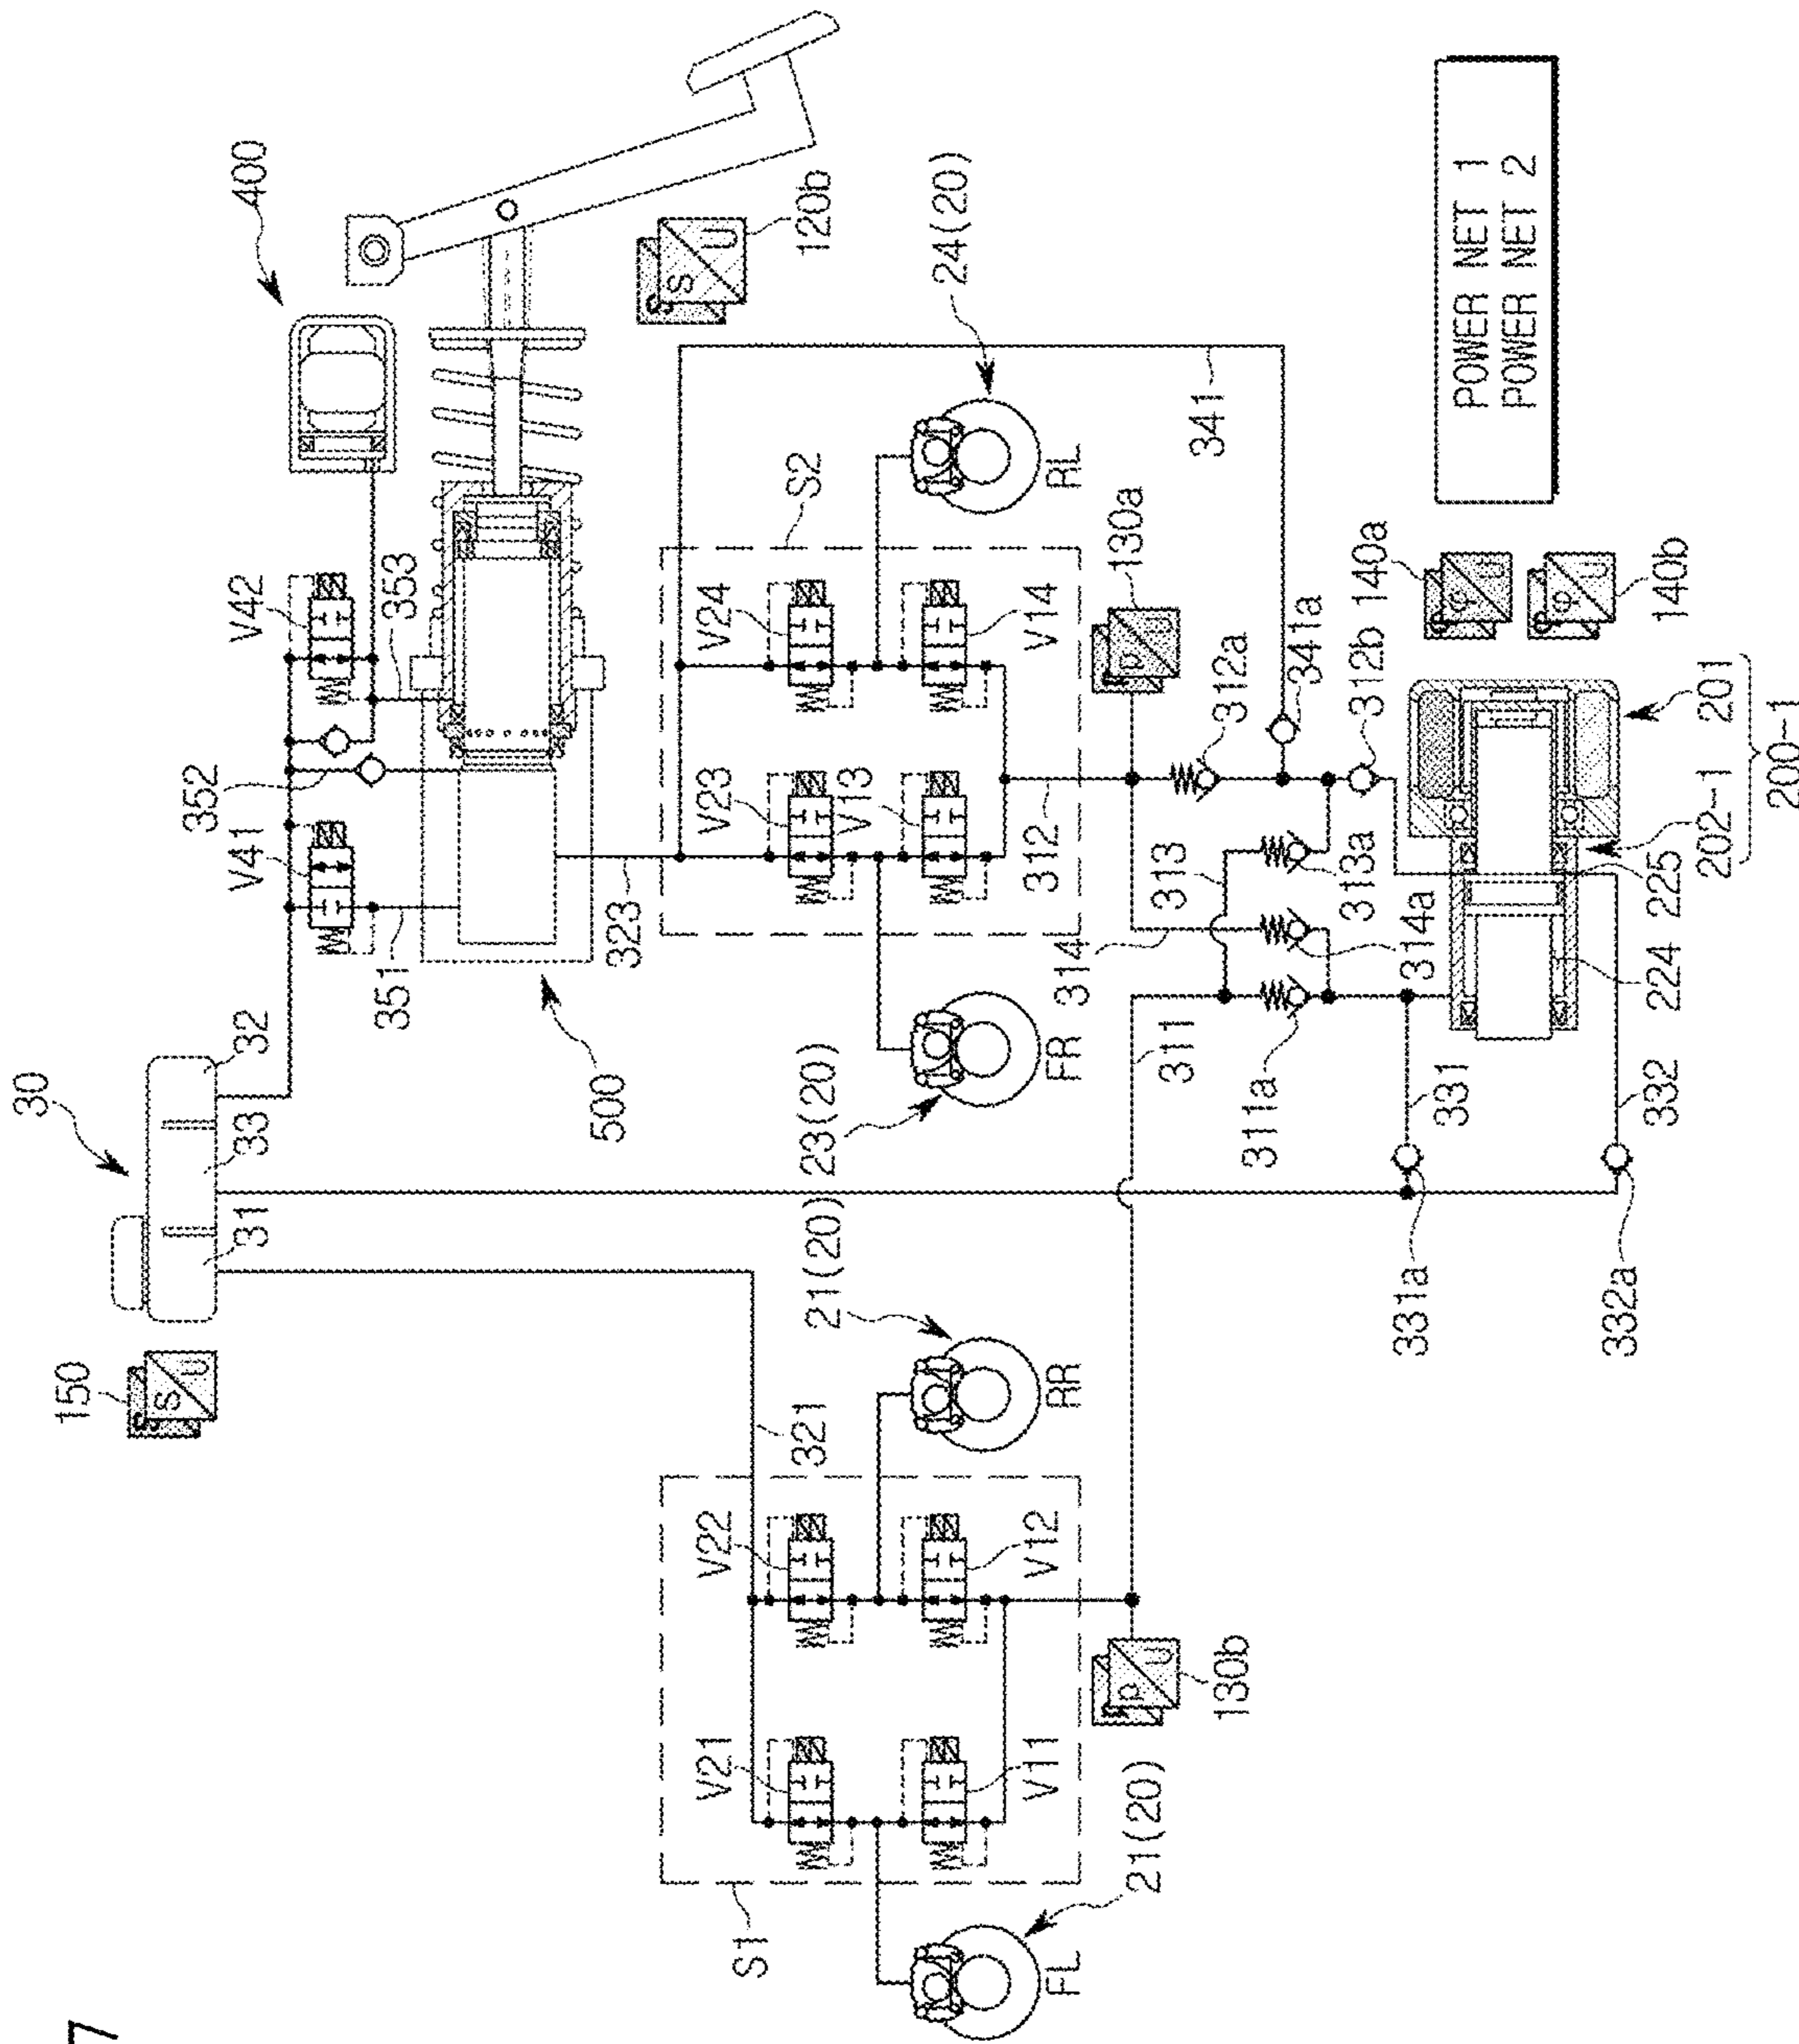 7
150
30
31
33
32
V41
352
V42
400
351
353
500
120b
S
U
S
U
321
323
S1
V21
V22
V23
V24
S2
V11
V12
V13
V14
21(20)
21(20)
23(20)
24(20)
FL
RR
FR
RL
130b
P
U
130a
P
U
311
314
312
313
312a
341
341a
311a
314a
313a
312b
140a
φ
U
140b
φ
U
331a
331
332a
332
224
225
202-1
201
200-1
POWER NET 1
POWER NET 2